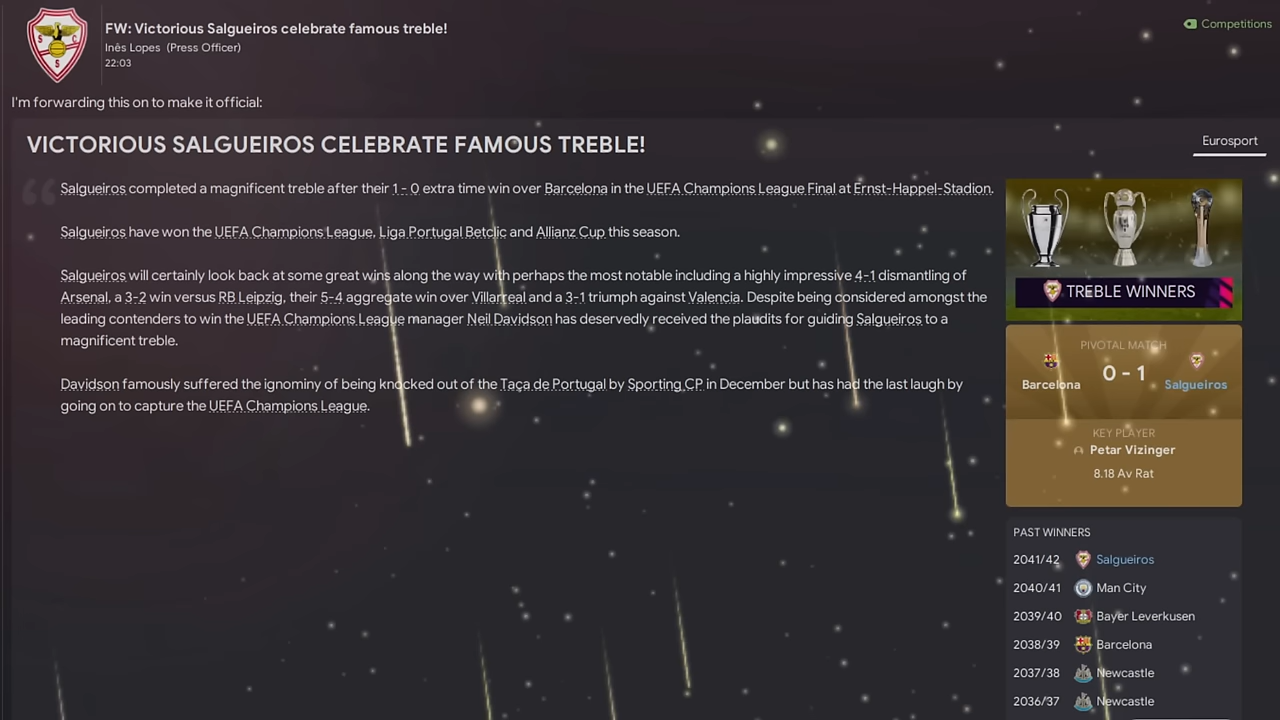 FW: Victorious Salgueiros celebrate famous treble!
Inês Lopes (Press Officer)
22:03
Competitions
I'm forwarding this on to make it official:
VICTORIOUS SALGUEIROS CELEBRATE FAMOUS TREBLE!
Eurosport
Salgueiros completed a magnificent treble after their 1 - 0 extra time win over Barcelona in the UEFA Champions League Final at Ernst-Happel-Stadion.
Salgueiros have won the UEFA Champions League, Liga Portugal Betclic and Allianz Cup this season.
Salgueiros will certainly look back at some great wins along the way with perhaps the most notable including a highly impressive 4-1 dismantling of
Arsenal, a 3-2 win versus RB Leipzig, their 5-4 aggregate win over Villarreal and a 3-1 triumph against Valencia. Despite being considered amongst the
leading contenders to win the UEFA Champions League manager Neil Davidson has deservedly received the plaudits for guiding Salgueiros to a
magnificent treble.
Davidson famously suffered the ignominy of being knocked out of the Taça de Portugal by Sporting CP in December but has had the last laugh by
going on to capture the UEFA Champions League.
TREBLE WINNERS
PIVOTAL MATCH
Barcelona 0 - 1 Salgueiros
KEY PLAYER
Petar Vizinger
8.18 Av Rat
PAST WINNERS
2041/42 Salgueiros
2040/41 Man City
2039/40 Bayer Leverkusen
2038/39 Barcelona
2037/38 Newcastle
2036/37 Newcastle